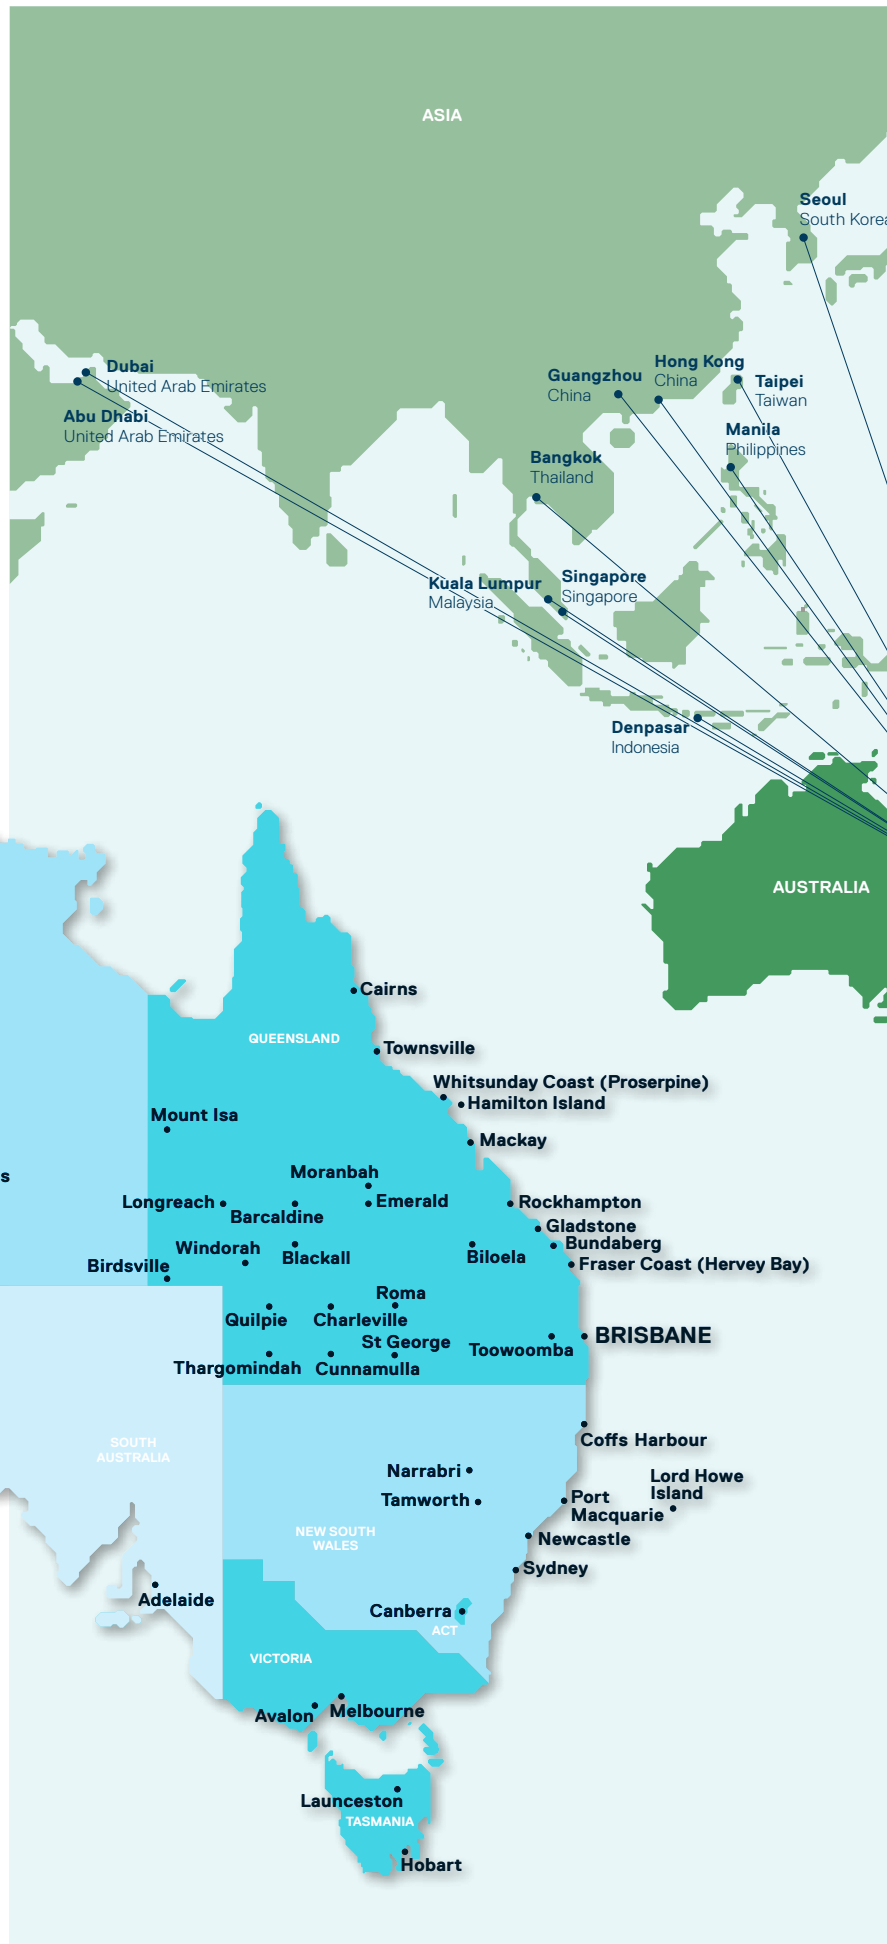 ASIA
Seoul
South Korea
Dubai
United Arab Emirates
Abu Dhabi
United Arab Emirates
Guangzhou
China
Hong Kong
China
Taipei
Taiwan
Manila
Philippines
Bangkok
Thailand
Kuala Lumpur
Malaysia
Singapore
Singapore
Denpasar
Indonesia
AUSTRALIA
Cairns
QUEENSLAND
Townsville
Whitsunday Coast (Proserpine)
Hamilton Island
Mount Isa
Mackay
s
Moranbah
Longreach
Emerald
Rockhampton
Barcaldine
Gladstone
Windorah
Blackall
Biloela
Bundaberg
Birdsville
Fraser Coast (Hervey Bay)
Roma
Quilpie
Charleville
St George
Toowoomba
BRISBANE
Thargomindah
Cunnamulla
SOUTH
AUSTRALIA
Coffs Harbour
Narrabri
Tamworth
Port
Macquarie
Lord Howe
Island
NEW SOUTH
WALES
Newcastle
Sydney
Adelaide
Canberra
ACT
VICTORIA
Avalon
Melbourne
Launceston
TASMANIA
Hobart